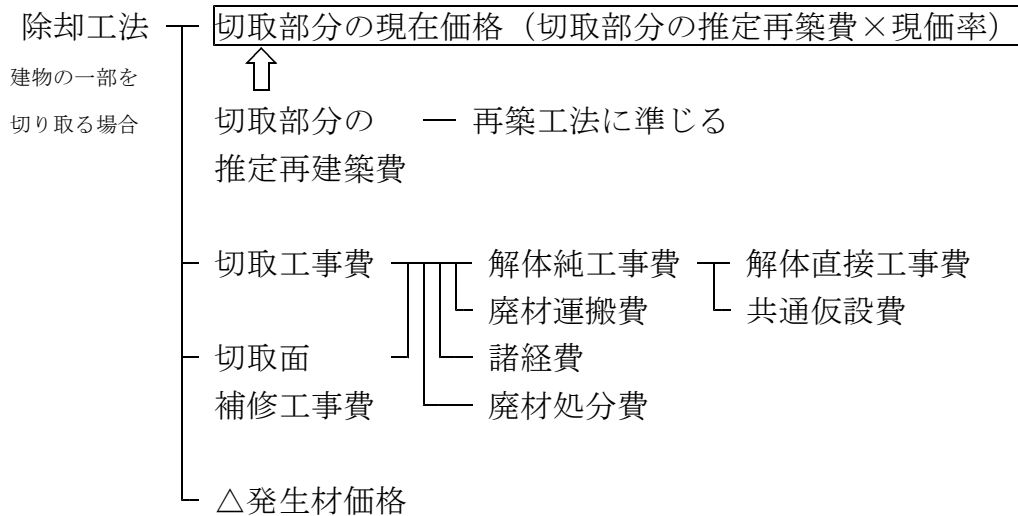 除却工法 切取部分の現在価格（切取部分の推定再築費×現価率）
建物の一部を
切り取る場合
切取部分の ― 再築工法に準じる
推定再建築費
切取工事費 解体純工事費 解体直接工事費
廃材運搬費 共通仮設費
切取面 諸経費
補修工事費 廃材処分費
△発生材価格